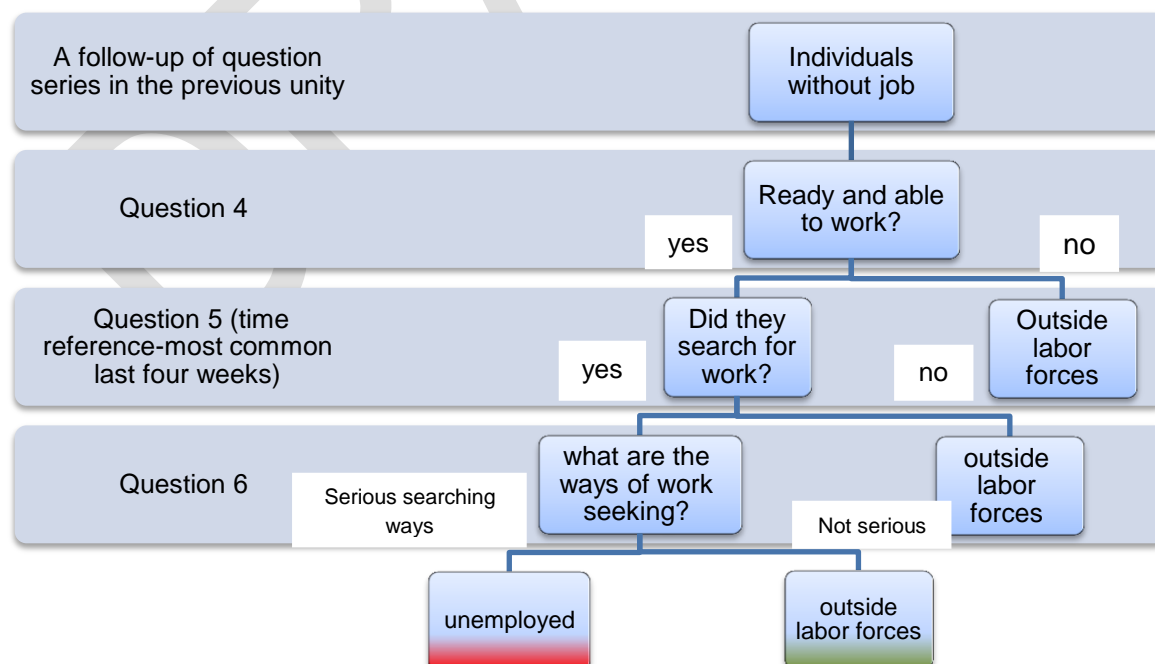 A follow-up of question
series in the previous unity
Individuals
without job
Question 4
Ready and able
to work?
yes
no
Question 5 (time
reference-most common
last four weeks)
Did they
search for
work?
Outside
labor
forces
yes
no
Question 6
what are the
ways of work
seeking?
outside
labor
forces
Serious searching
ways
Not serious
unemployed
outside
labor forces